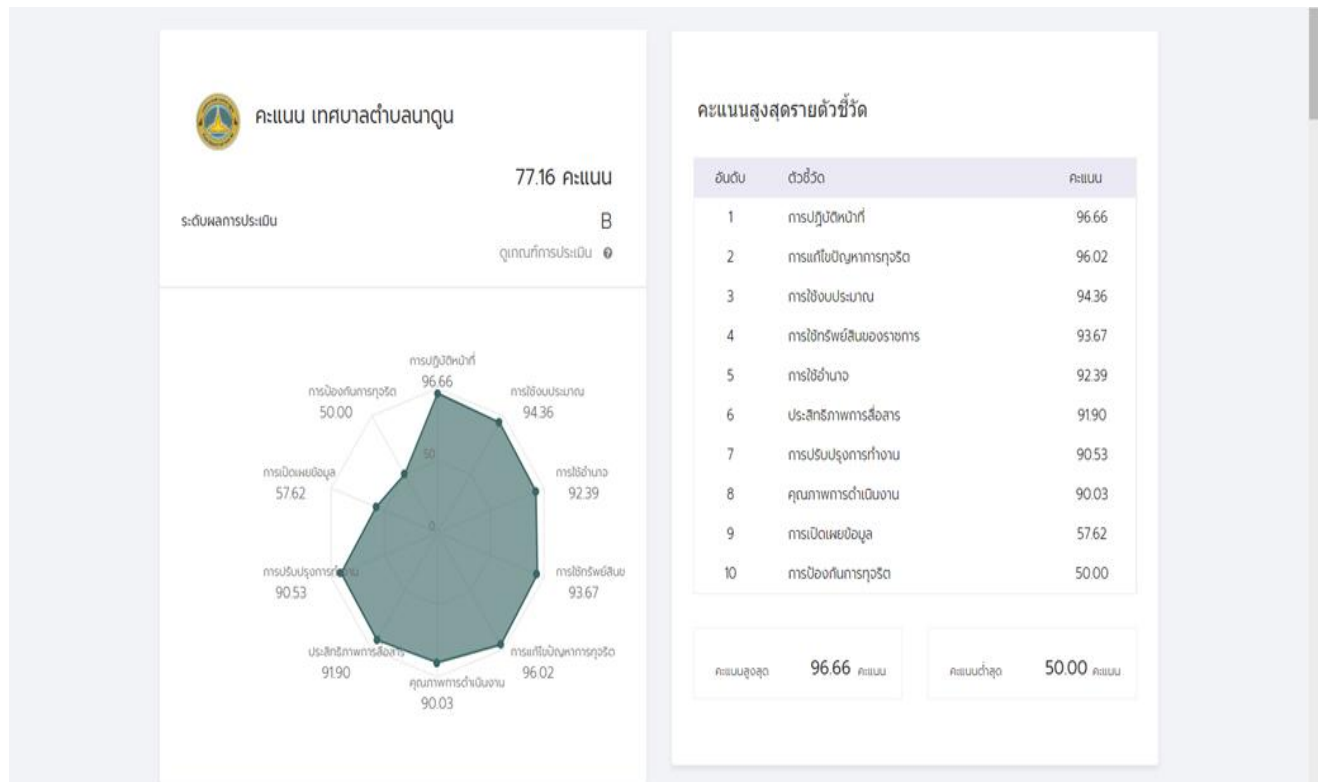 คะแนน เทศบาลตำบลนาดูน
77.16 คะแนน
ระดับผลการประเมิน B
ดูเกณฑ์การประเมิน
การปฏิบัติหน้าที่
96.66
การป้องกันการทุจริต
50.00
การใช้งบประมาณ
94.36
50
การเปิดเผยข้อมูล
57.62
การใช้อำนาจ
92.39
0
การปรับปรุงการทำงาน
90.53
การใช้ทรัพย์สินข
93.67
ประสิทธิภาพการสื่อสาร
91.90
การแก้ไขปัญหาการทุจริต
96.02
คุณภาพการดำเนินงาน
90.03
คะแนนสูงสุดรายตัวชี้วัด
อันดับ ตัวชี้วัด คะแนน
1 การปฏิบัติหน้าที่ 96.66
2 การแก้ไขปัญหาการทุจริต 96.02
3 การใช้งบประมาณ 94.36
4 การใช้ทรัพย์สินของราชการ 93.67
5 การใช้อำนาจ 92.39
6 ประสิทธิภาพการสื่อสาร 91.90
7 การปรับปรุงการทำงาน 90.53
8 คุณภาพการดำเนินงาน 90.03
9 การเปิดเผยข้อมูล 57.62
10 การป้องกันการทุจริต 50.00
คะแนนสูงสุด 96.66 คะแนน
คะแนนต่ำสุด 50.00 คะแนน